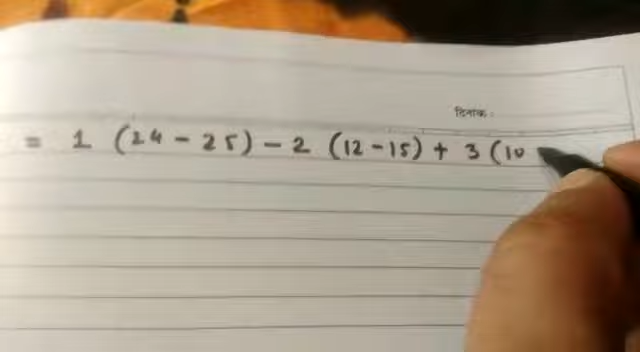 दिनांक :
= 1 (24 - 25) - 2 (12 - 15) + 3 (10